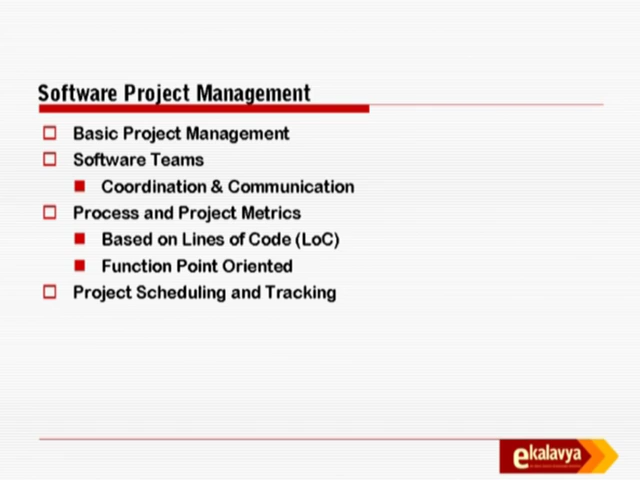 Software Project Management
Basic Project Management
Software Teams
Coordination & Communication
Process and Project Metrics
Based on Lines of Code (LoC)
Function Point Oriented
Project Scheduling and Tracking
ekalavya